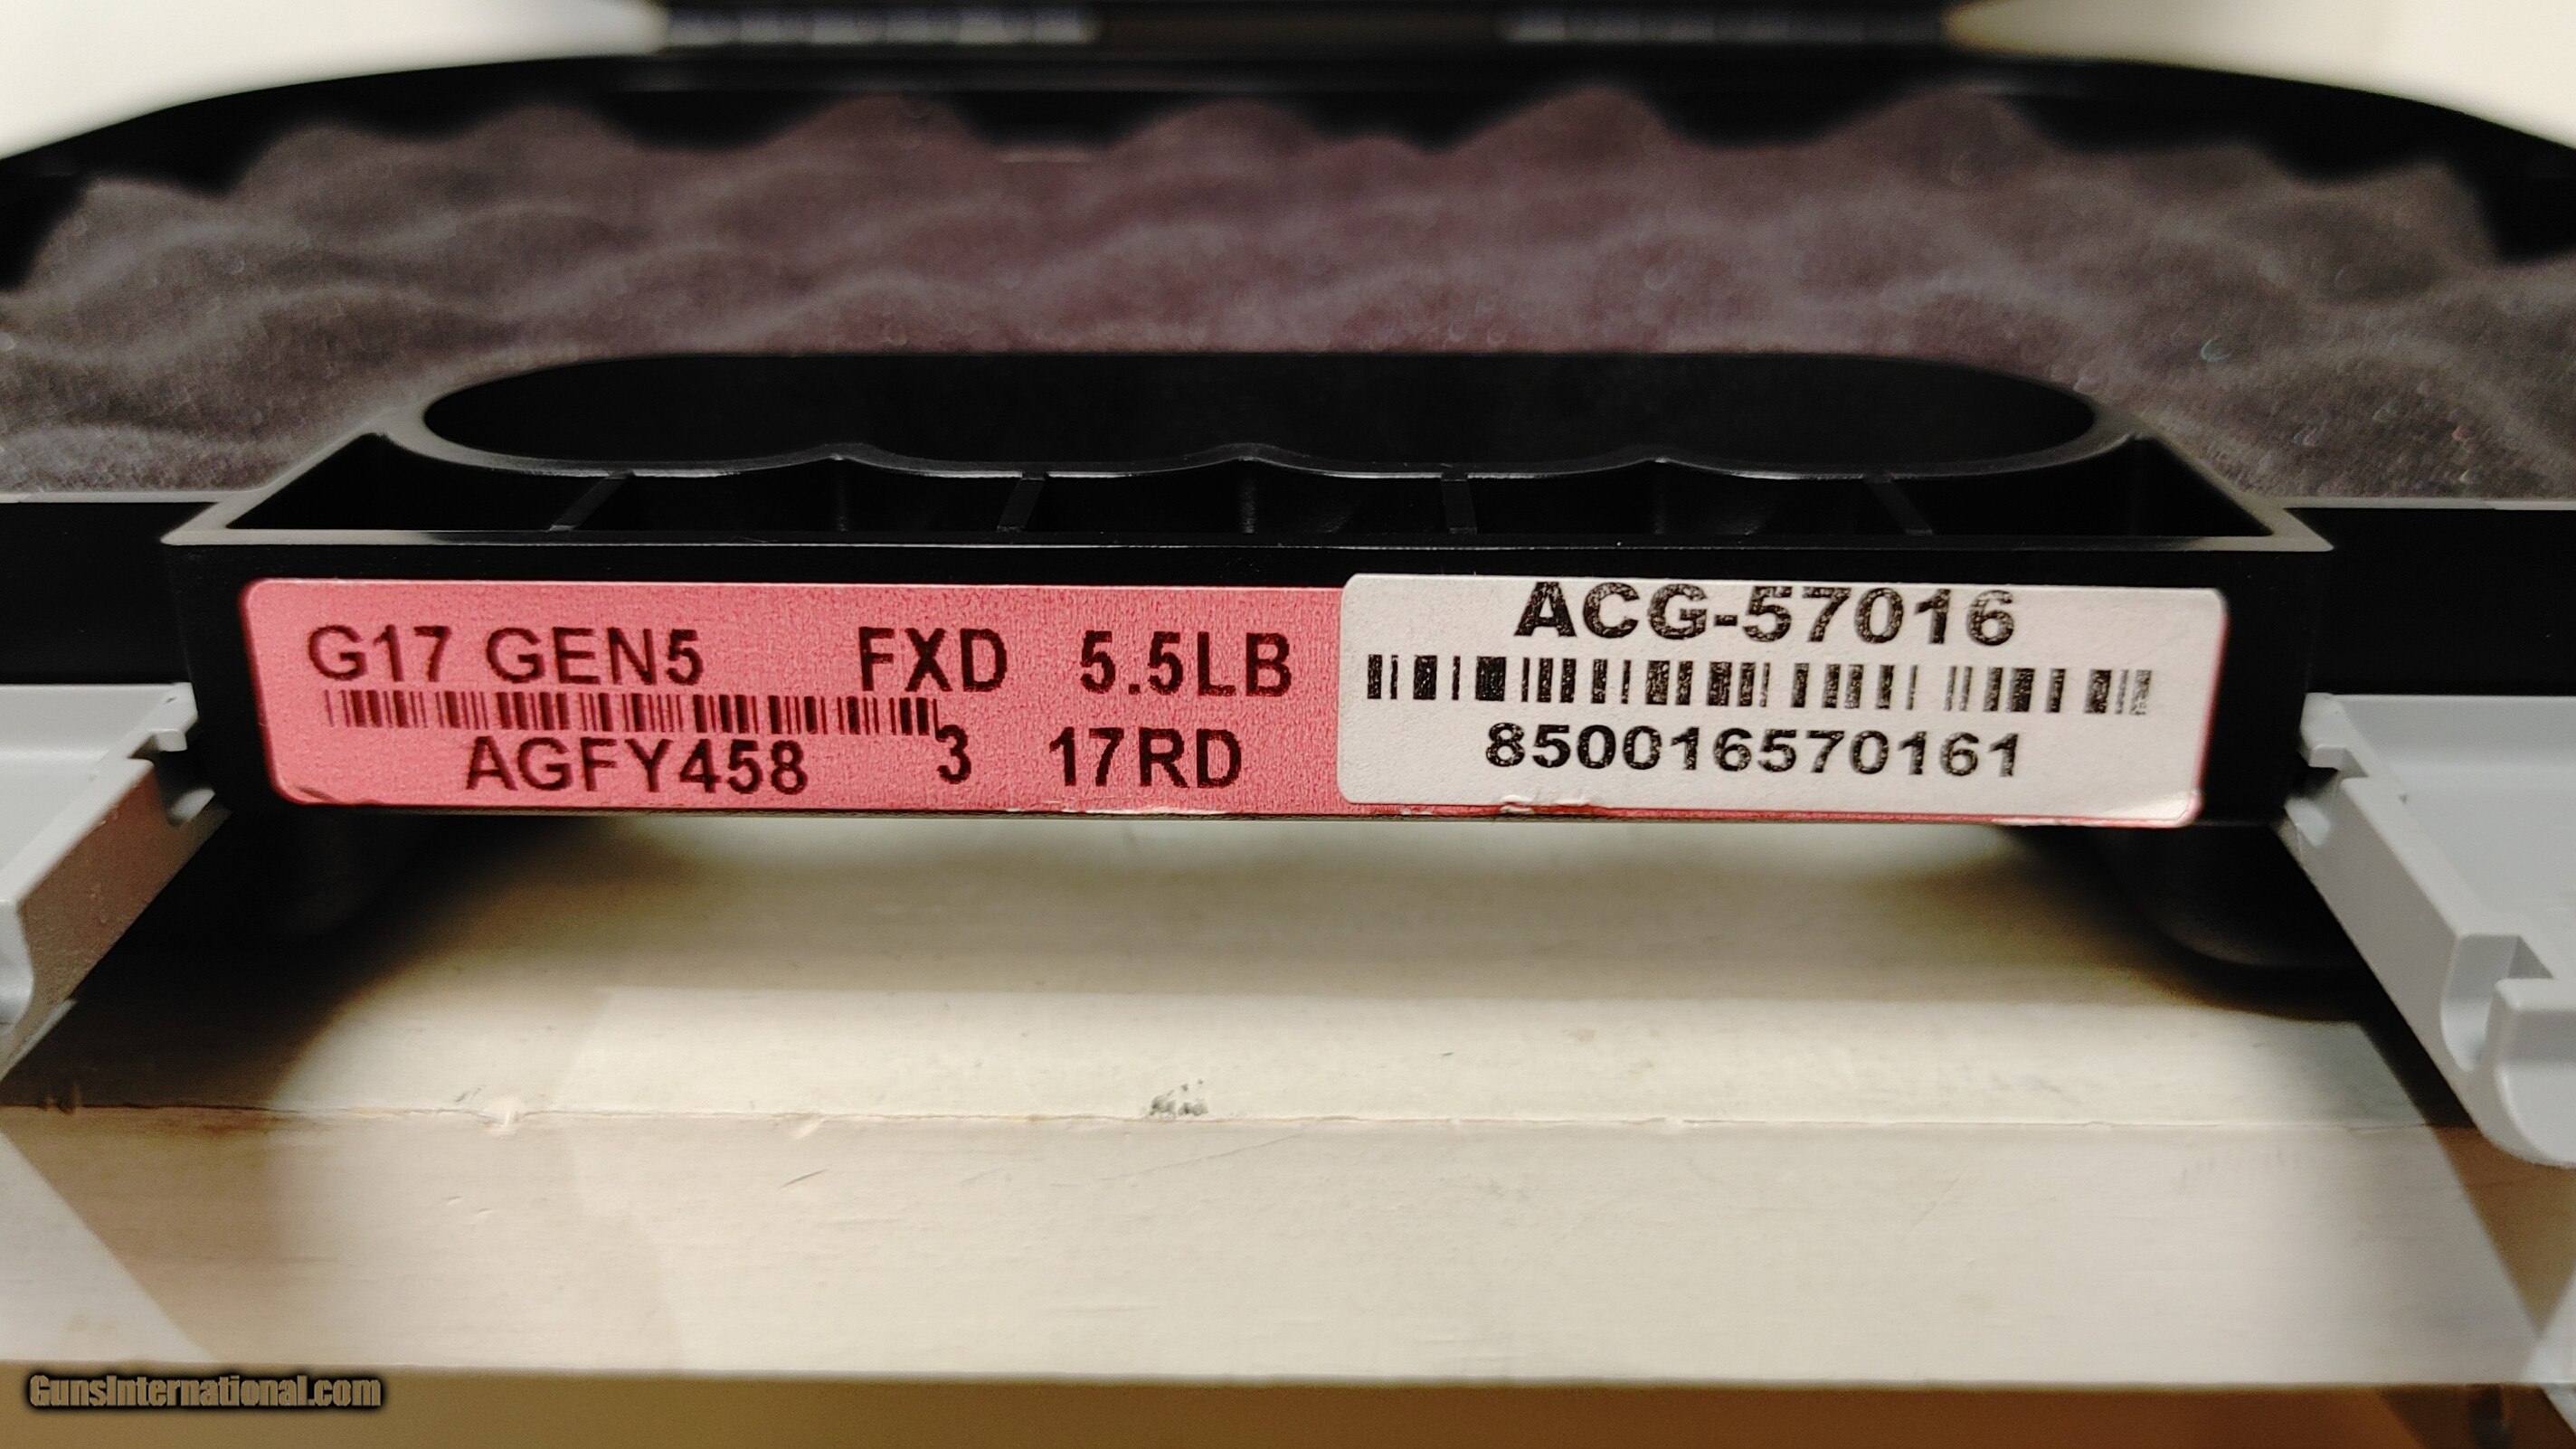 G17 GEN5 FXD 5.5LB
AGFY458 3 17RD
ACG-57016
850016570161
GunsInternational.com